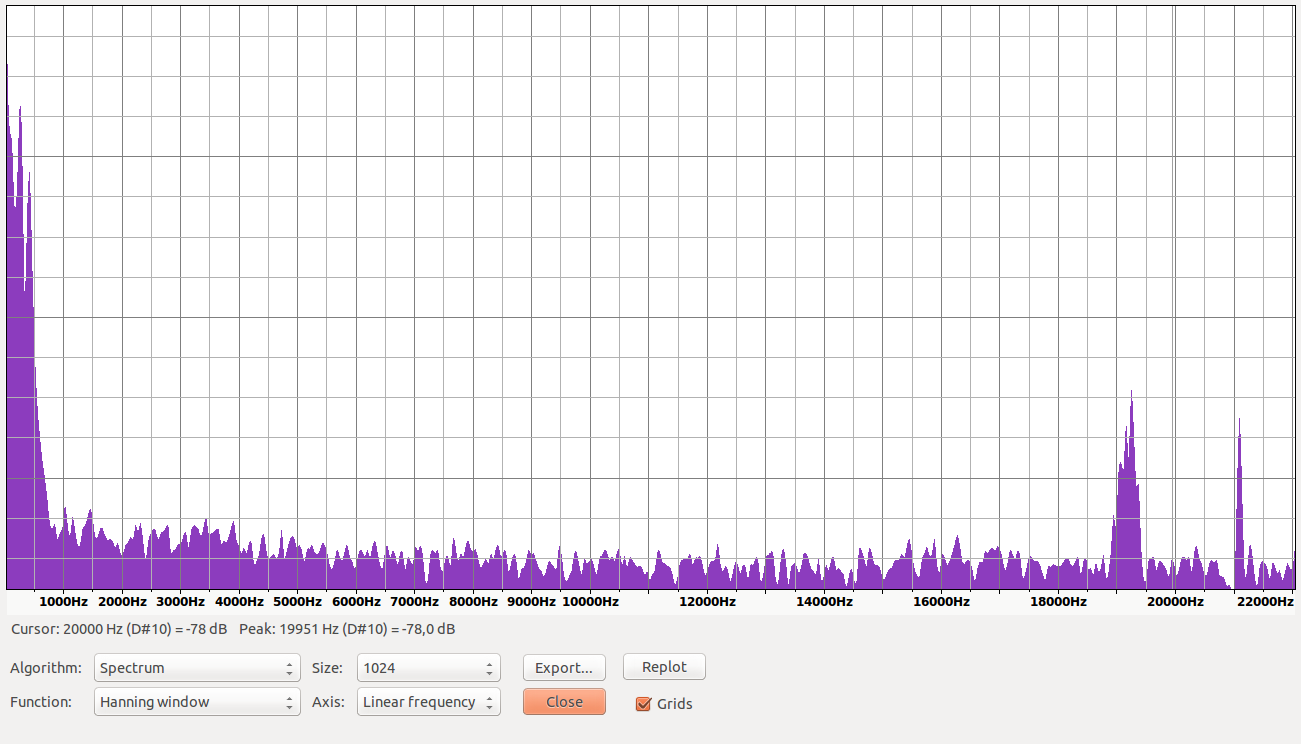 1000Hz 2000Hz 3000Hz 4000Hz 5000Hz 6000Hz 7000Hz 8000Hz 9000Hz 10000Hz 12000Hz 14000Hz 16000Hz 18000Hz 20000Hz 22000Hz
Cursor: 20000 Hz (D#10) = -78 dB Peak: 19951 Hz (D#10) = -78,0 dB
Algorithm: Spectrum Size: 1024 Export... Replot
Function: Hanning window Axis: Linear frequency Close Grids